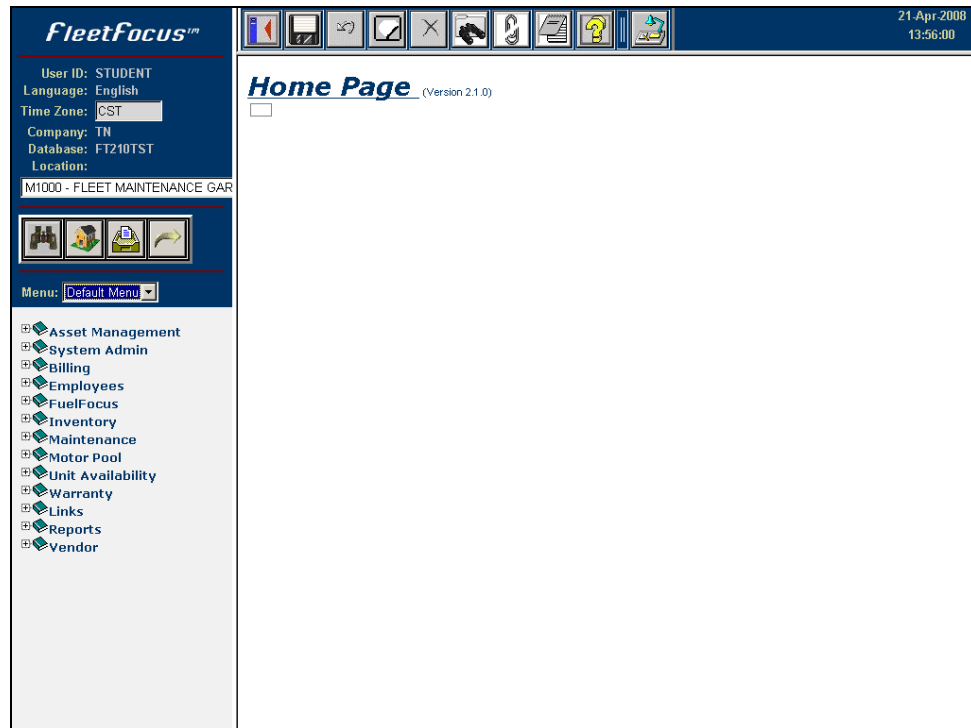 FleetFocus™
21-Apr-2008
13:56:00
User ID: STUDENT
Language: English
Time Zone: CST
Company: TN
Database: FT210TST
Location:
M1000 - FLEET MAINTENANCE GAR
Menu: Default Menu
Asset Management
System Admin
Billing
Employees
FuelFocus
Inventory
Maintenance
Motor Pool
Unit Availability
Warranty
Links
Reports
Vendor
Home Page (Version 2.1.0)